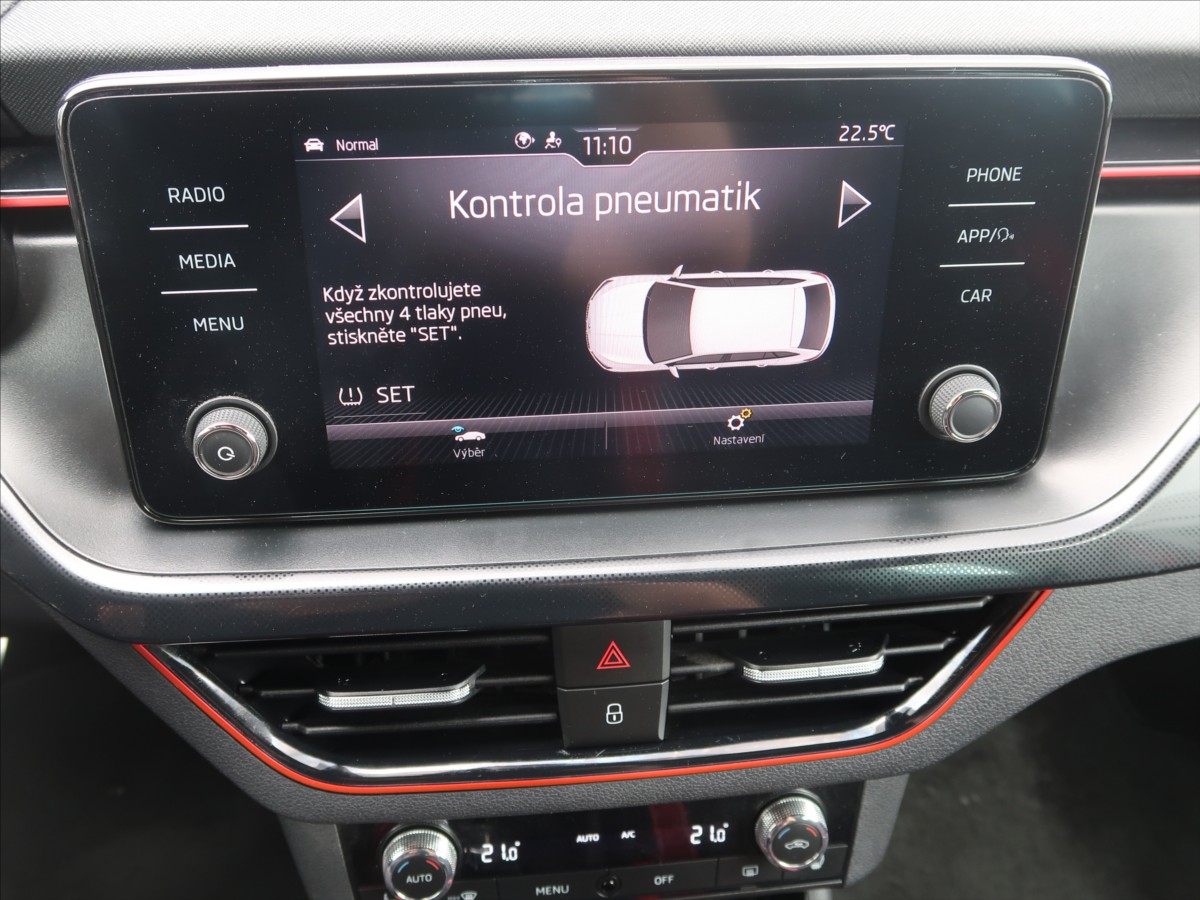 Normal
11:10
22.5°C
RADIO
MEDIA
MENU
Kontrola pneumatik
Když zkontrolujete
všechny 4 tlaky pneu,
stiskněte "SET".
SET
Výběr
Nastavení
PHONE
APP/
CAR
21.0°
AUTO
A/C
21.0°
AUTO
MENU
OFF